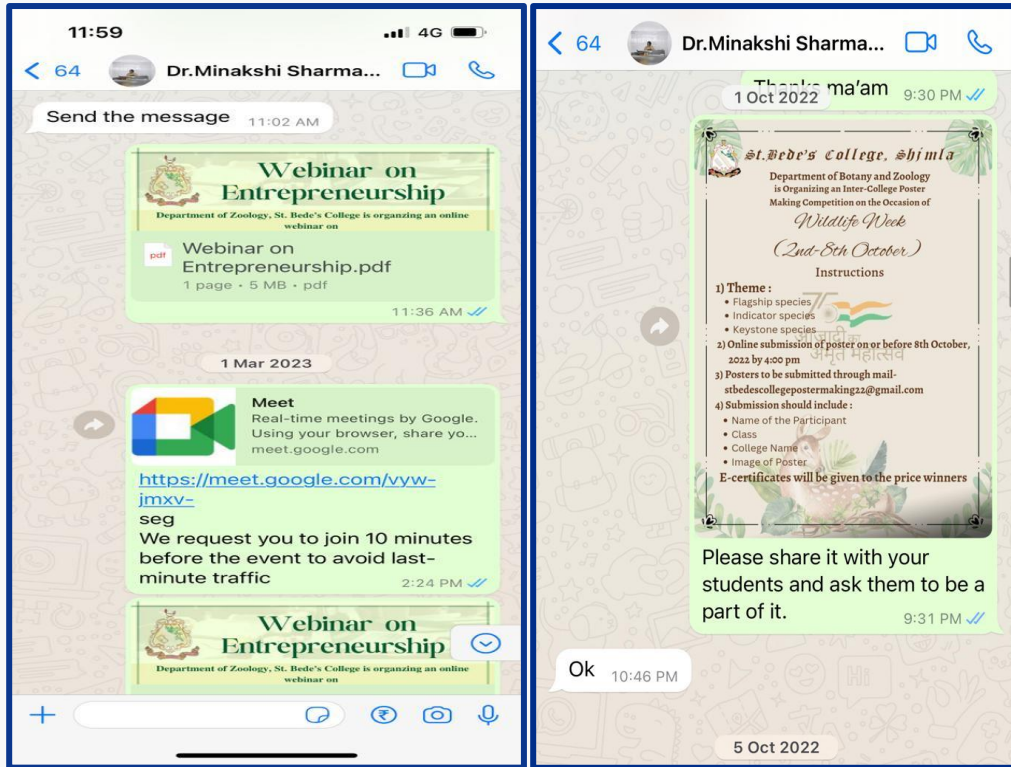 11:59
4G
64
Dr.Minakshi Sharma...
Send the message 11:02 AM
Webinar on
Entrepreneurship
Department of Zoology, St. Bede's College is organzing an online
webinar on
pdf
Webinar on
Entrepreneurship.pdf
1 page • 5 MB • pdf
11:36 AM
1 Mar 2023
Meet
Real-time meetings by Google.
Using your browser, share yo...
meet.google.com
https://meet.google.com/vyw-
jmxv-
seg
We request you to join 10 minutes
before the event to avoid last-
minute traffic
2:24 PM
Webinar on
Entrepreneurship
Department of Zoology, St. Bede's College is organzing an online
webinar on
64
Dr.Minakshi Sharma...
Thanks ma'am 9:30 PM
1 Oct 2022
St.Bede's College, Shimla
Department of Botany and Zoology
is Organizing an Inter-College Poster
Making Competition on the Occasion of
Wildlife Week
(2nd-8th October)
Instructions
1) Theme :
• Flagship species
• Indicator species
• Keystone species
75
आज़ादी का
अमृत महोत्सव
2) Online submission of poster on or before 8th October,
2022 by 4:00 pm
3) Posters to be submitted through mail-
stbedescollegepostermaking22@gmail.com
4) Submission should include :
• Name of the Participant
• Class
• College Name
• Image of Poster
E-certificates will be given to the price winners
Please share it with your
students and ask them to be a
part of it.
9:31 PM
Ok 10:46 PM
5 Oct 2022